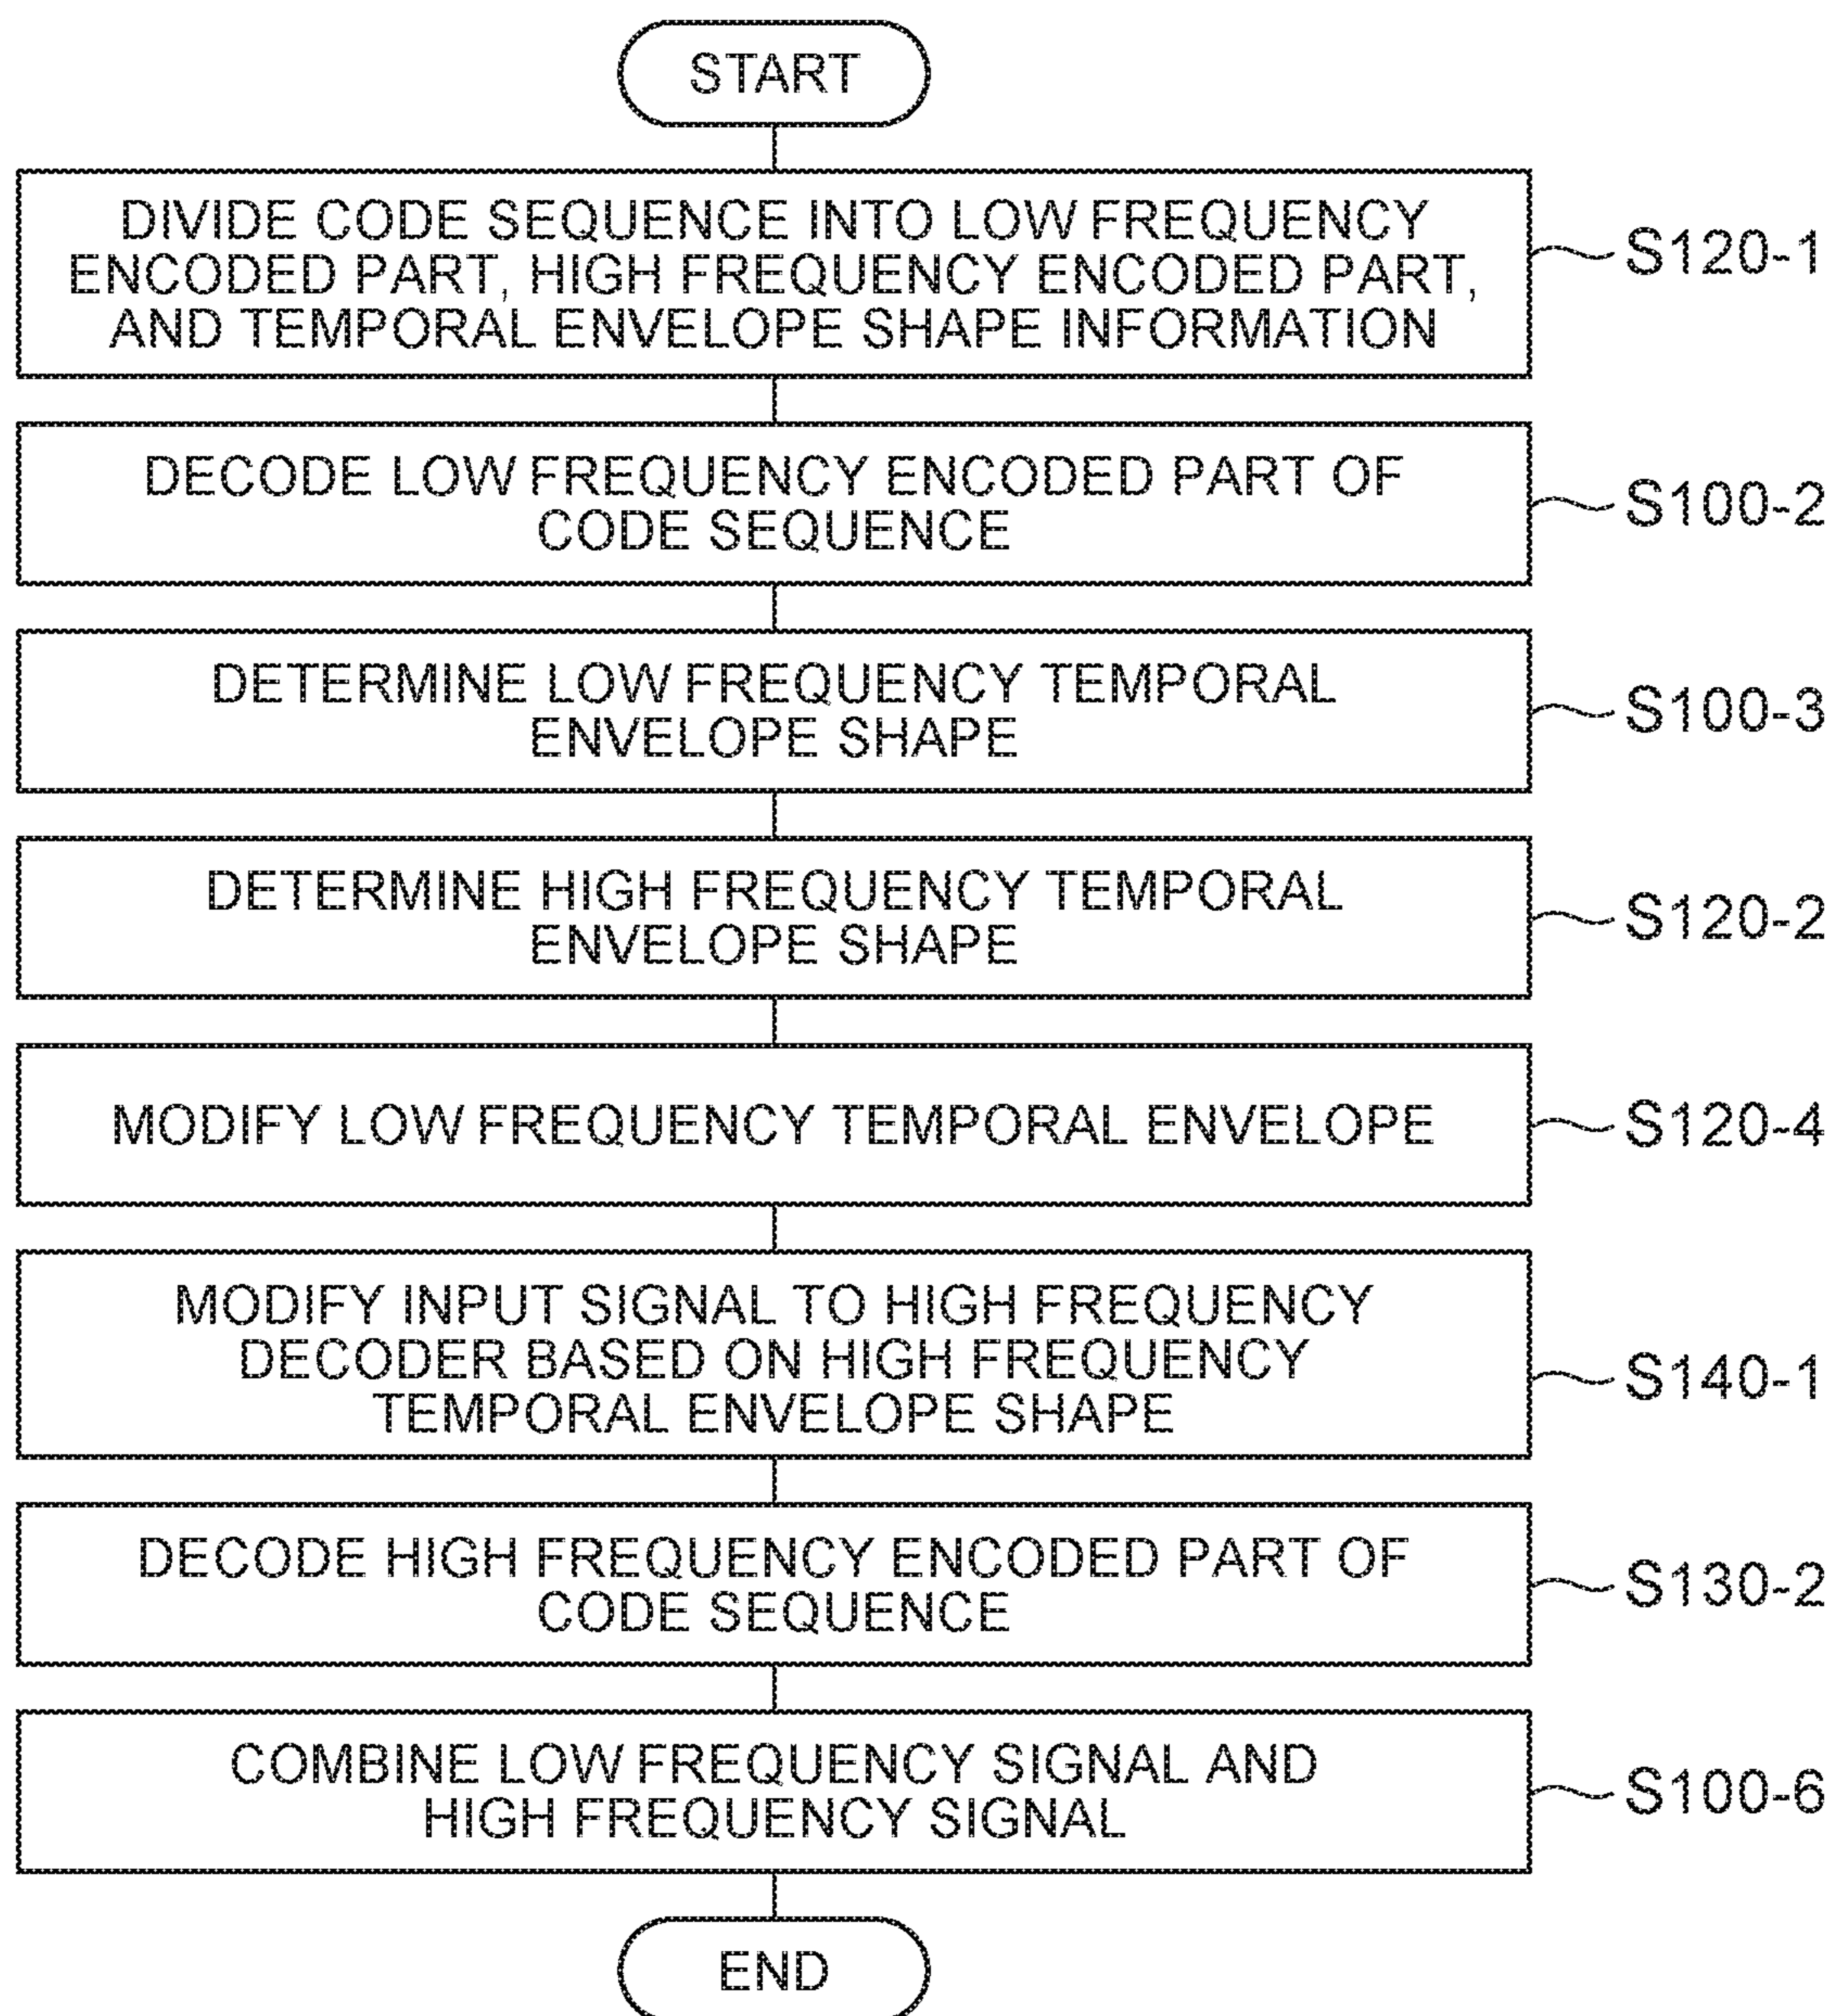 START
DIVIDE CODE SEQUENCE INTO LOW FREQUENCY
ENCODED PART, HIGH FREQUENCY ENCODED PART,
AND TEMPORAL ENVELOPE SHAPE INFORMATION
S120-1
DECODE LOW FREQUENCY ENCODED PART OF
CODE SEQUENCE
S100-2
DETERMINE LOW FREQUENCY TEMPORAL
ENVELOPE SHAPE
S100-3
DETERMINE HIGH FREQUENCY TEMPORAL
ENVELOPE SHAPE
S120-2
MODIFY LOW FREQUENCY TEMPORAL ENVELOPE
S120-4
MODIFY INPUT SIGNAL TO HIGH FREQUENCY
DECODER BASED ON HIGH FREQUENCY
TEMPORAL ENVELOPE SHAPE
S140-1
DECODE HIGH FREQUENCY ENCODED PART OF
CODE SEQUENCE
S130-2
COMBINE LOW FREQUENCY SIGNAL AND
HIGH FREQUENCY SIGNAL
S100-6
END